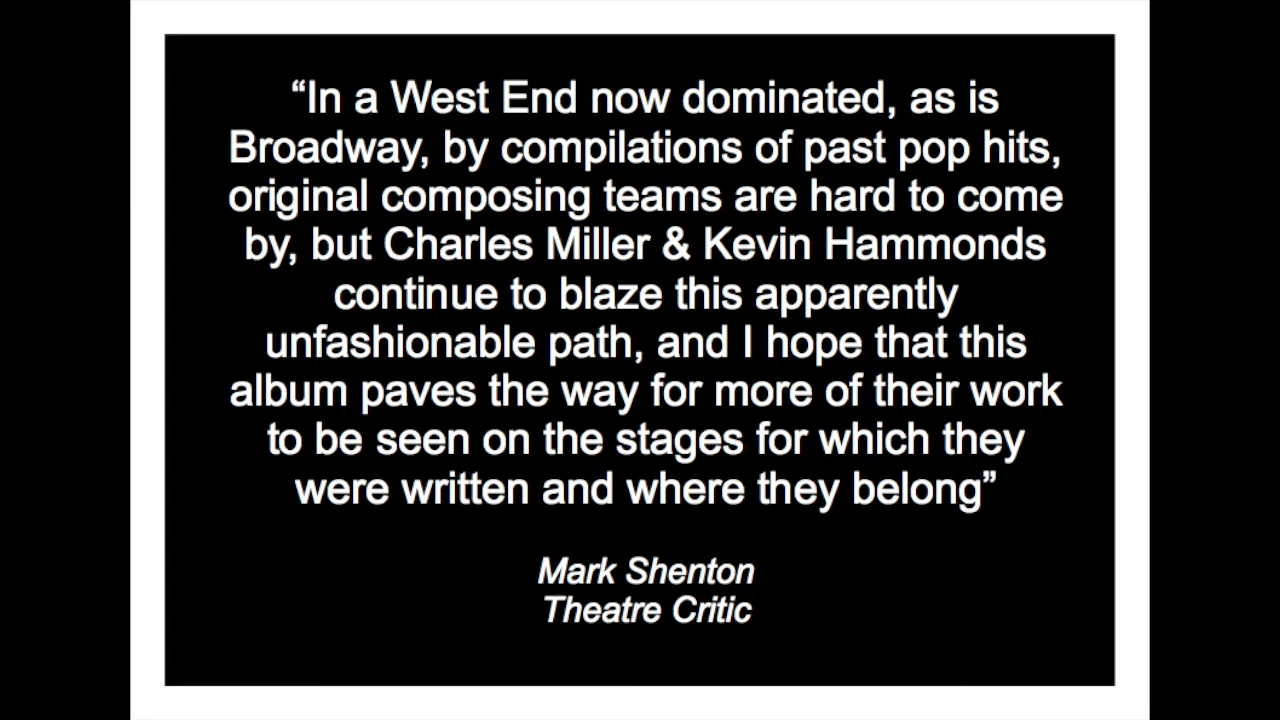 “In a West End now dominated, as is
Broadway, by compilations of past pop hits,
original composing teams are hard to come
by, but Charles Miller & Kevin Hammonds
continue to blaze this apparently
unfashionable path, and I hope that this
album paves the way for more of their work
to be seen on the stages for which they
were written and where they belong”
Mark Shenton
Theatre Critic